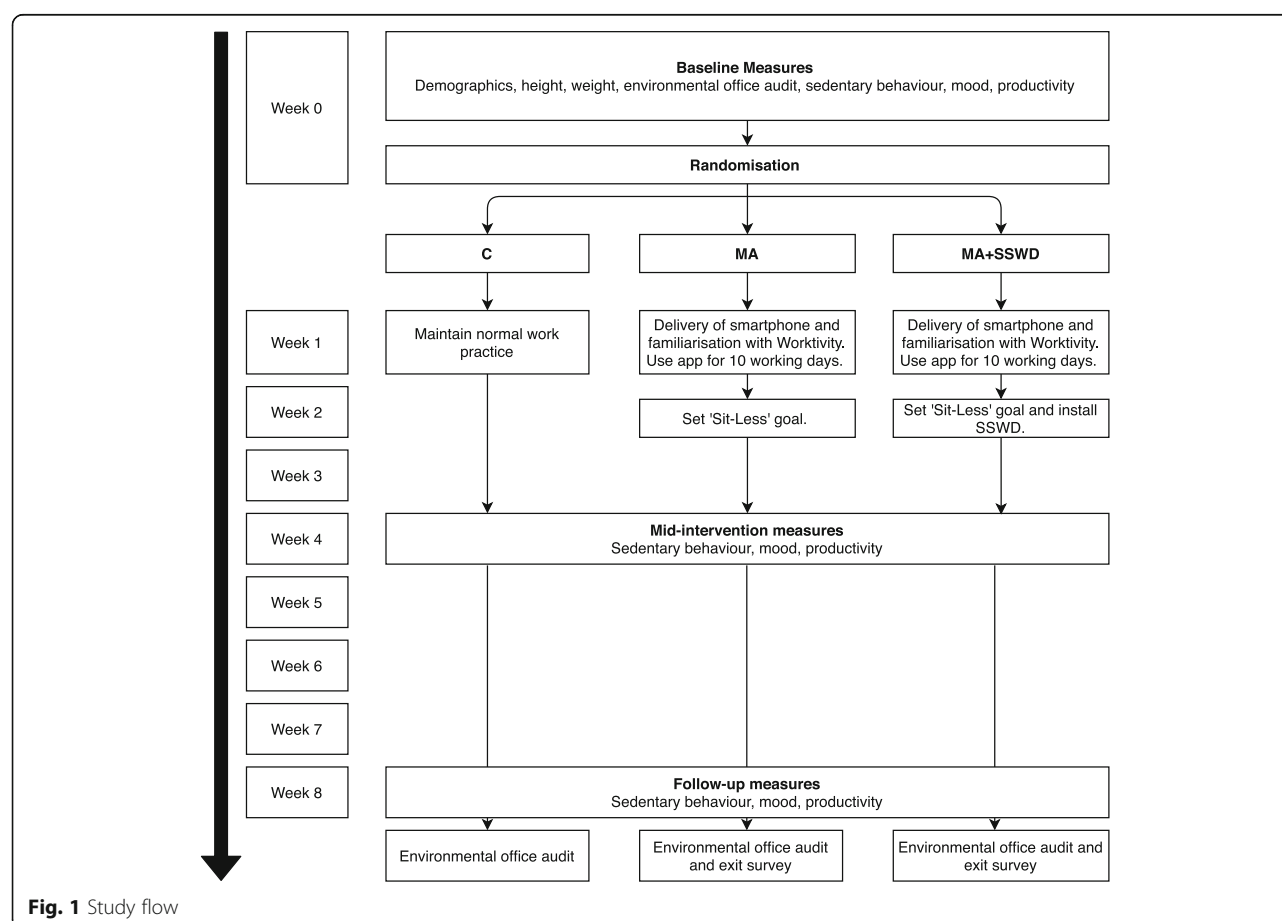 Baseline Measures
Demographics, height, weight, environmental office audit, sedentary behaviour, mood, productivity
Week 0
Randomisation
C
MA
MA+SSWD
Week 1
Maintain normal work
practice
Delivery of smartphone and
familiarisation with Worktivity.
Use app for 10 working days.
Delivery of smartphone and
familiarisation with Worktivity.
Use app for 10 working days.
Week 2
Set 'Sit-Less' goal.
Set 'Sit-Less' goal and install
SSWD.
Week 3
Week 4
Mid-intervention measures
Sedentary behaviour, mood, productivity
Week 5
Week 6
Week 7
Week 8
Follow-up measures
Sedentary behaviour, mood, productivity
Environmental office audit
Environmental office audit
and exit survey
Environmental office audit and
exit survey
Fig. 1 Study flow